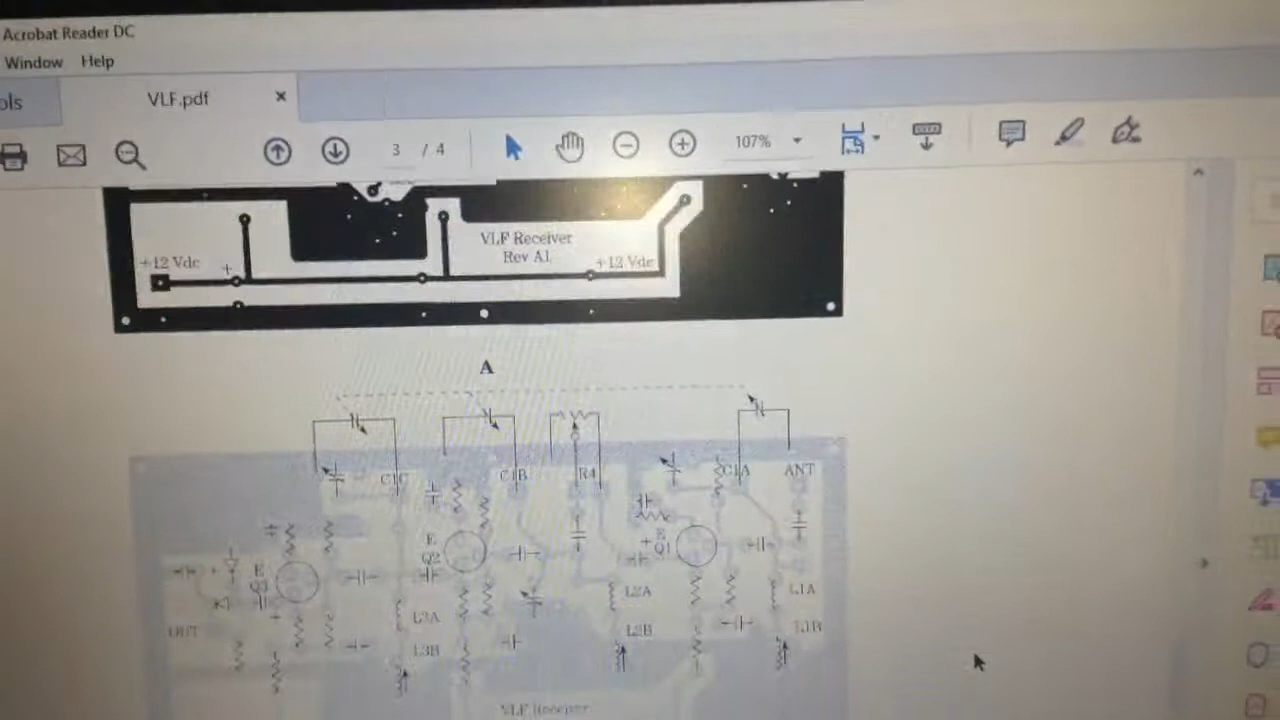 Acrobat Reader DC
Window Help
ols VLF.pdf ×
3 / 4 107%
VLF Receiver
Rev A1
+12 Vdc + +12 Vdc
A
C1C C1B R4 C1A ANT
E
Q2
E
+ Q1
E
Q3
+
+
L1A
L2A
L3A
L1B
L2B
L3B
OUT
VLF Receiver